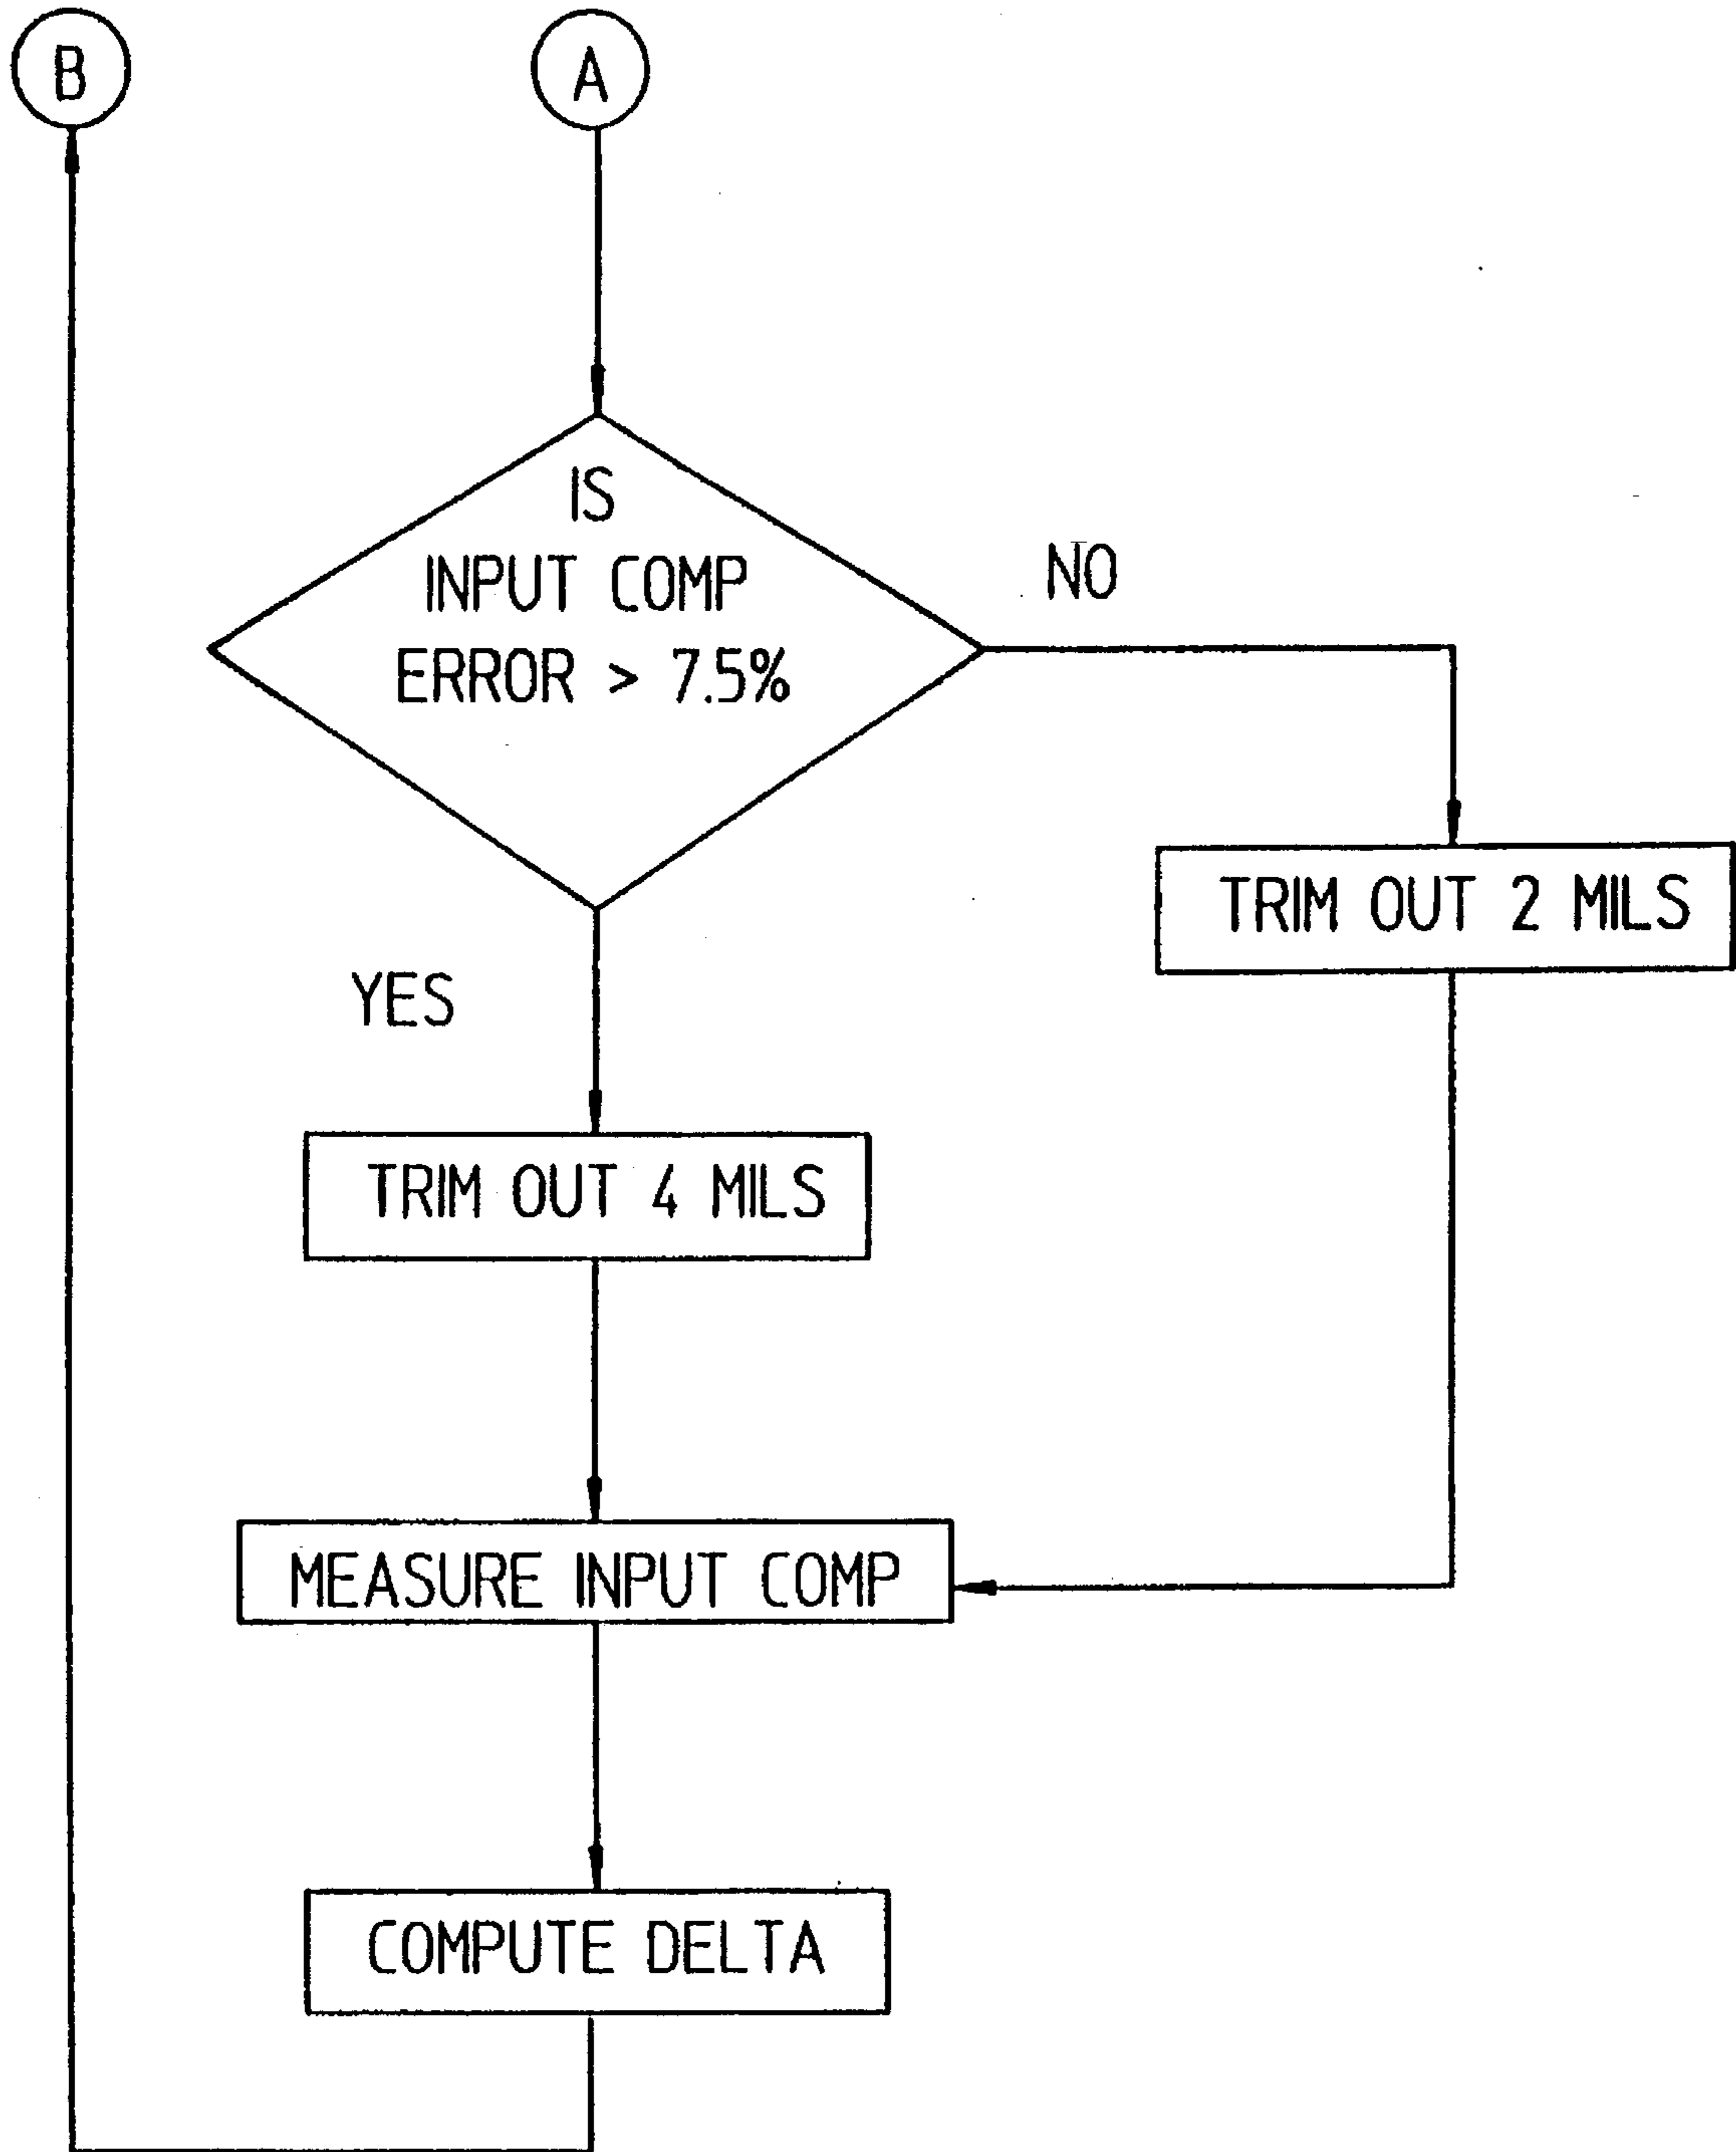 B
A
IS
INPUT COMP
ERROR > 7.5%
NO
TRIM OUT 2 MILS
YES
TRIM OUT 4 MILS
MEASURE INPUT COMP
COMPUTE DELTA